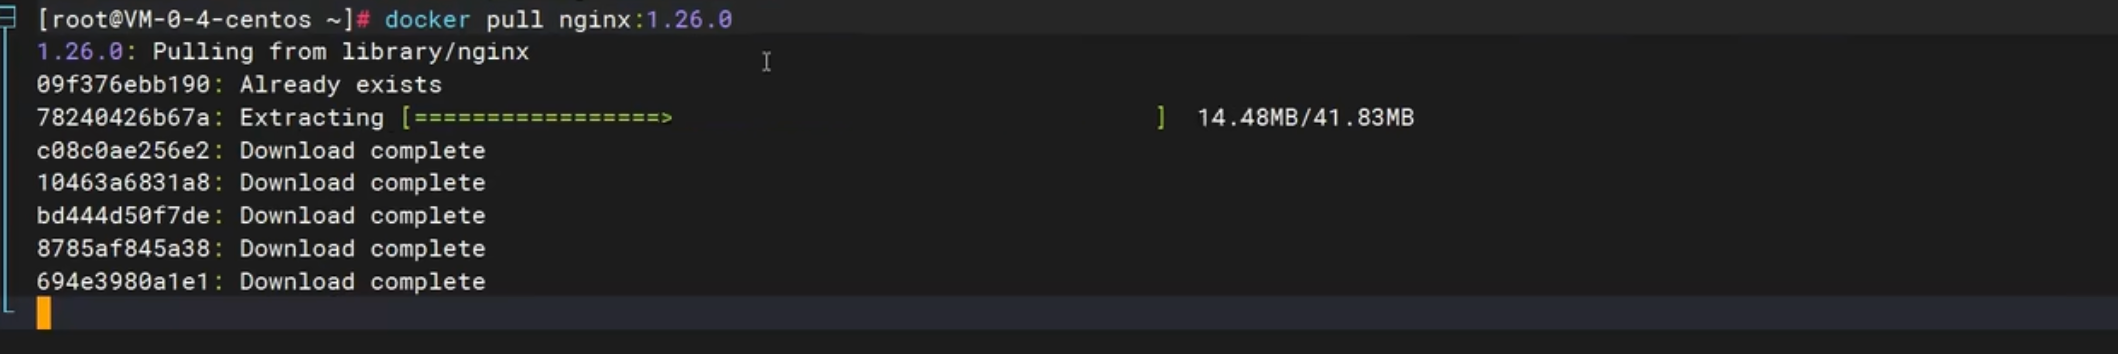 [root@VM-0-4-centos ~]# docker pull nginx:1.26.0
1.26.0: Pulling from library/nginx
09f376ebb190: Already exists
78240426b67a: Extracting [=================>                                 ]  14.48MB/41.83MB
c08c0ae256e2: Download complete
10463a6831a8: Download complete
bd444d50f7de: Download complete
8785af845a38: Download complete
694e3980a1e1: Download complete